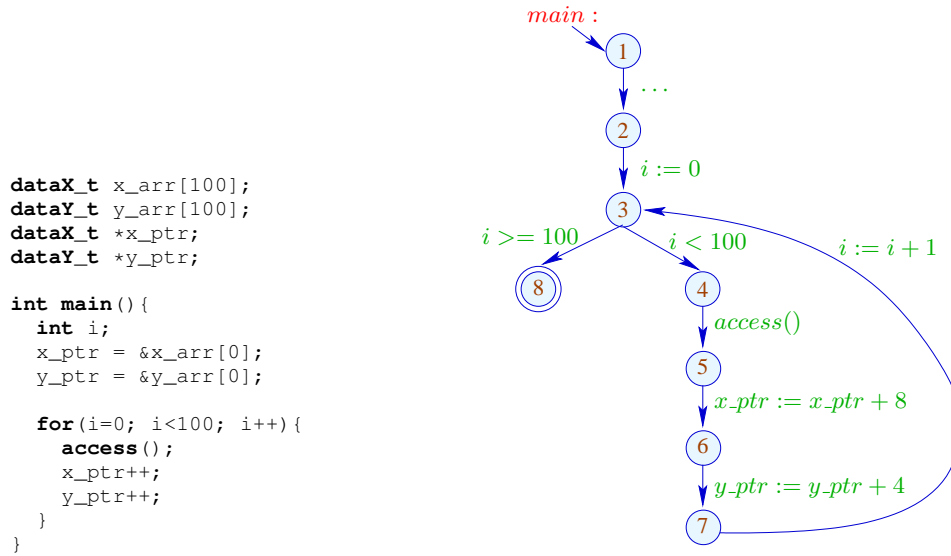 dataX_t x_arr[100];
dataY_t y_arr[100];
dataX_t *x_ptr;
dataY_t *y_ptr;
int main(){
int i;
x_ptr = &x_arr[0];
y_ptr = &y_arr[0];
for(i=0; i<100; i++){
access();
x_ptr++;
y_ptr++;
}
}
main :
1
. . .
2
i := 0
3
i >= 100
i < 100
i := i + 1
8
4
access()
5
x_ptr := x_ptr + 8
6
y_ptr := y_ptr + 4
7